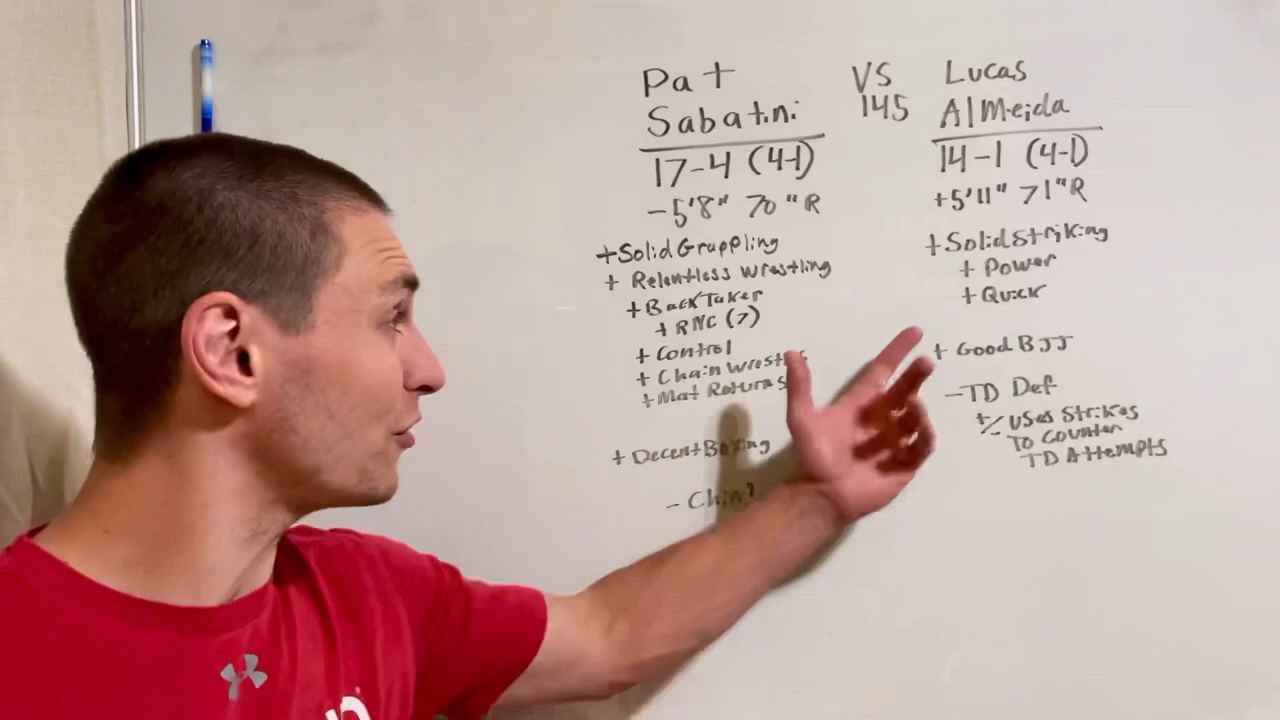 Pat
Sabatini
17-4 (4-1)
-5'8" 70"R
+Solid Grappling
+ Relentless Wrestling
+Back Taker
+ RNC (7)
+ Control
+ Chain
+ Mat Returns
+ Decent Boxing
- Chin?
VS
145
Lucas
AlMeida
14-1 (4-1)
+5'11" 71"R
+Solid Striking
+ Power
+ Quick
+ Good BJJ
-TD Def
+/- Uses Strikes
To Counter
TD Attempts